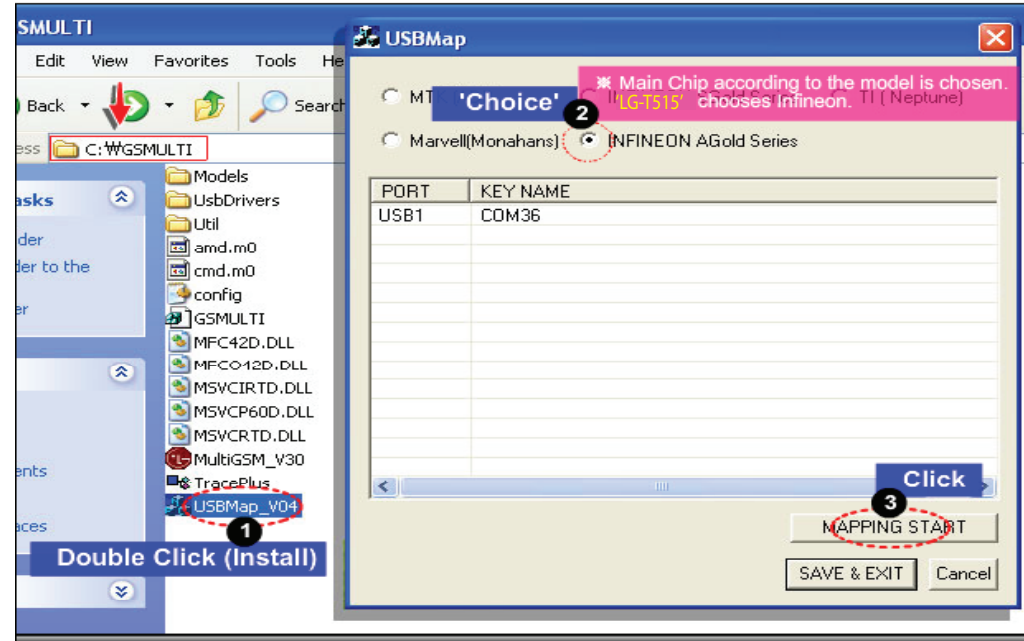 SMULTI
Edit View Favorites Tools He
Back Search
ess C:₩GSMULTI
asks
der
der to the
er
ents
aces
Models
UsbDrivers
Util
amd.m0
cmd.m0
config
GSMULTI
MFC42D.DLL
MFCO42D.DLL
MSVCIRTD.DLL
MSVCP60D.DLL
MSVCRTD.DLL
MultiGSM_V30
TracePlus
USBMap_V04
1
Double Click (Install)
USBMap
※ Main Chip according to the model is chosen.
'LG-T515' chooses Infineon.
MT
'Choice'
2
TI ( Neptune)
Marvell(Monahans) INFINEON AGold Series
PORT KEY NAME
USB1 COM36
Click
3
MAPPING START
SAVE & EXIT Cancel